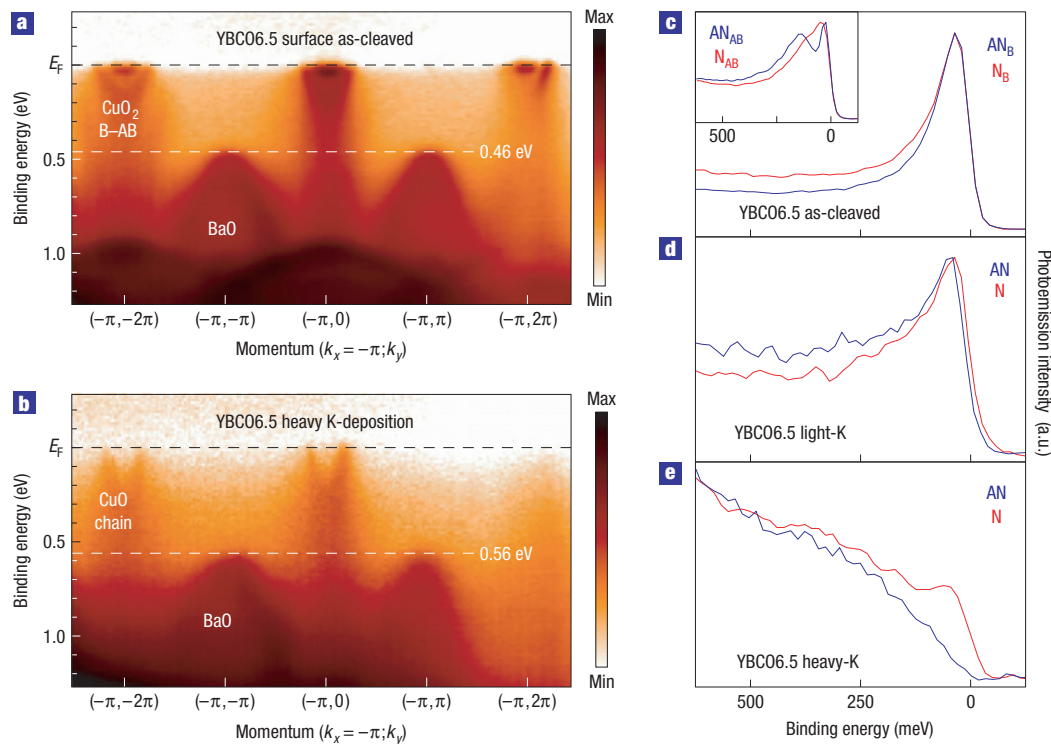 a
YBCO6.5 surface as-cleaved
E_F
CuO₂
B–AB
0.5
0.46 eV
BaO
1.0
Binding energy (eV)
(−π,−2π)
(−π,−π)
(−π,0)
(−π,π)
(−π,2π)
Momentum (k_x = −π; k_y)
Max
Min
b
YBCO6.5 heavy K-deposition
E_F
CuO
chain
0.5
0.56 eV
BaO
1.0
Binding energy (eV)
(−π,−2π)
(−π,−π)
(−π,0)
(−π,π)
(−π,2π)
Momentum (k_x = −π; k_y)
Max
Min
c
AN_AB
N_AB
500
0
AN_B
N_B
YBCO6.5 as-cleaved
d
AN
N
YBCO6.5 light-K
e
AN
N
YBCO6.5 heavy-K
500
250
0
Binding energy (meV)
Photoemission intensity
(a.u.)